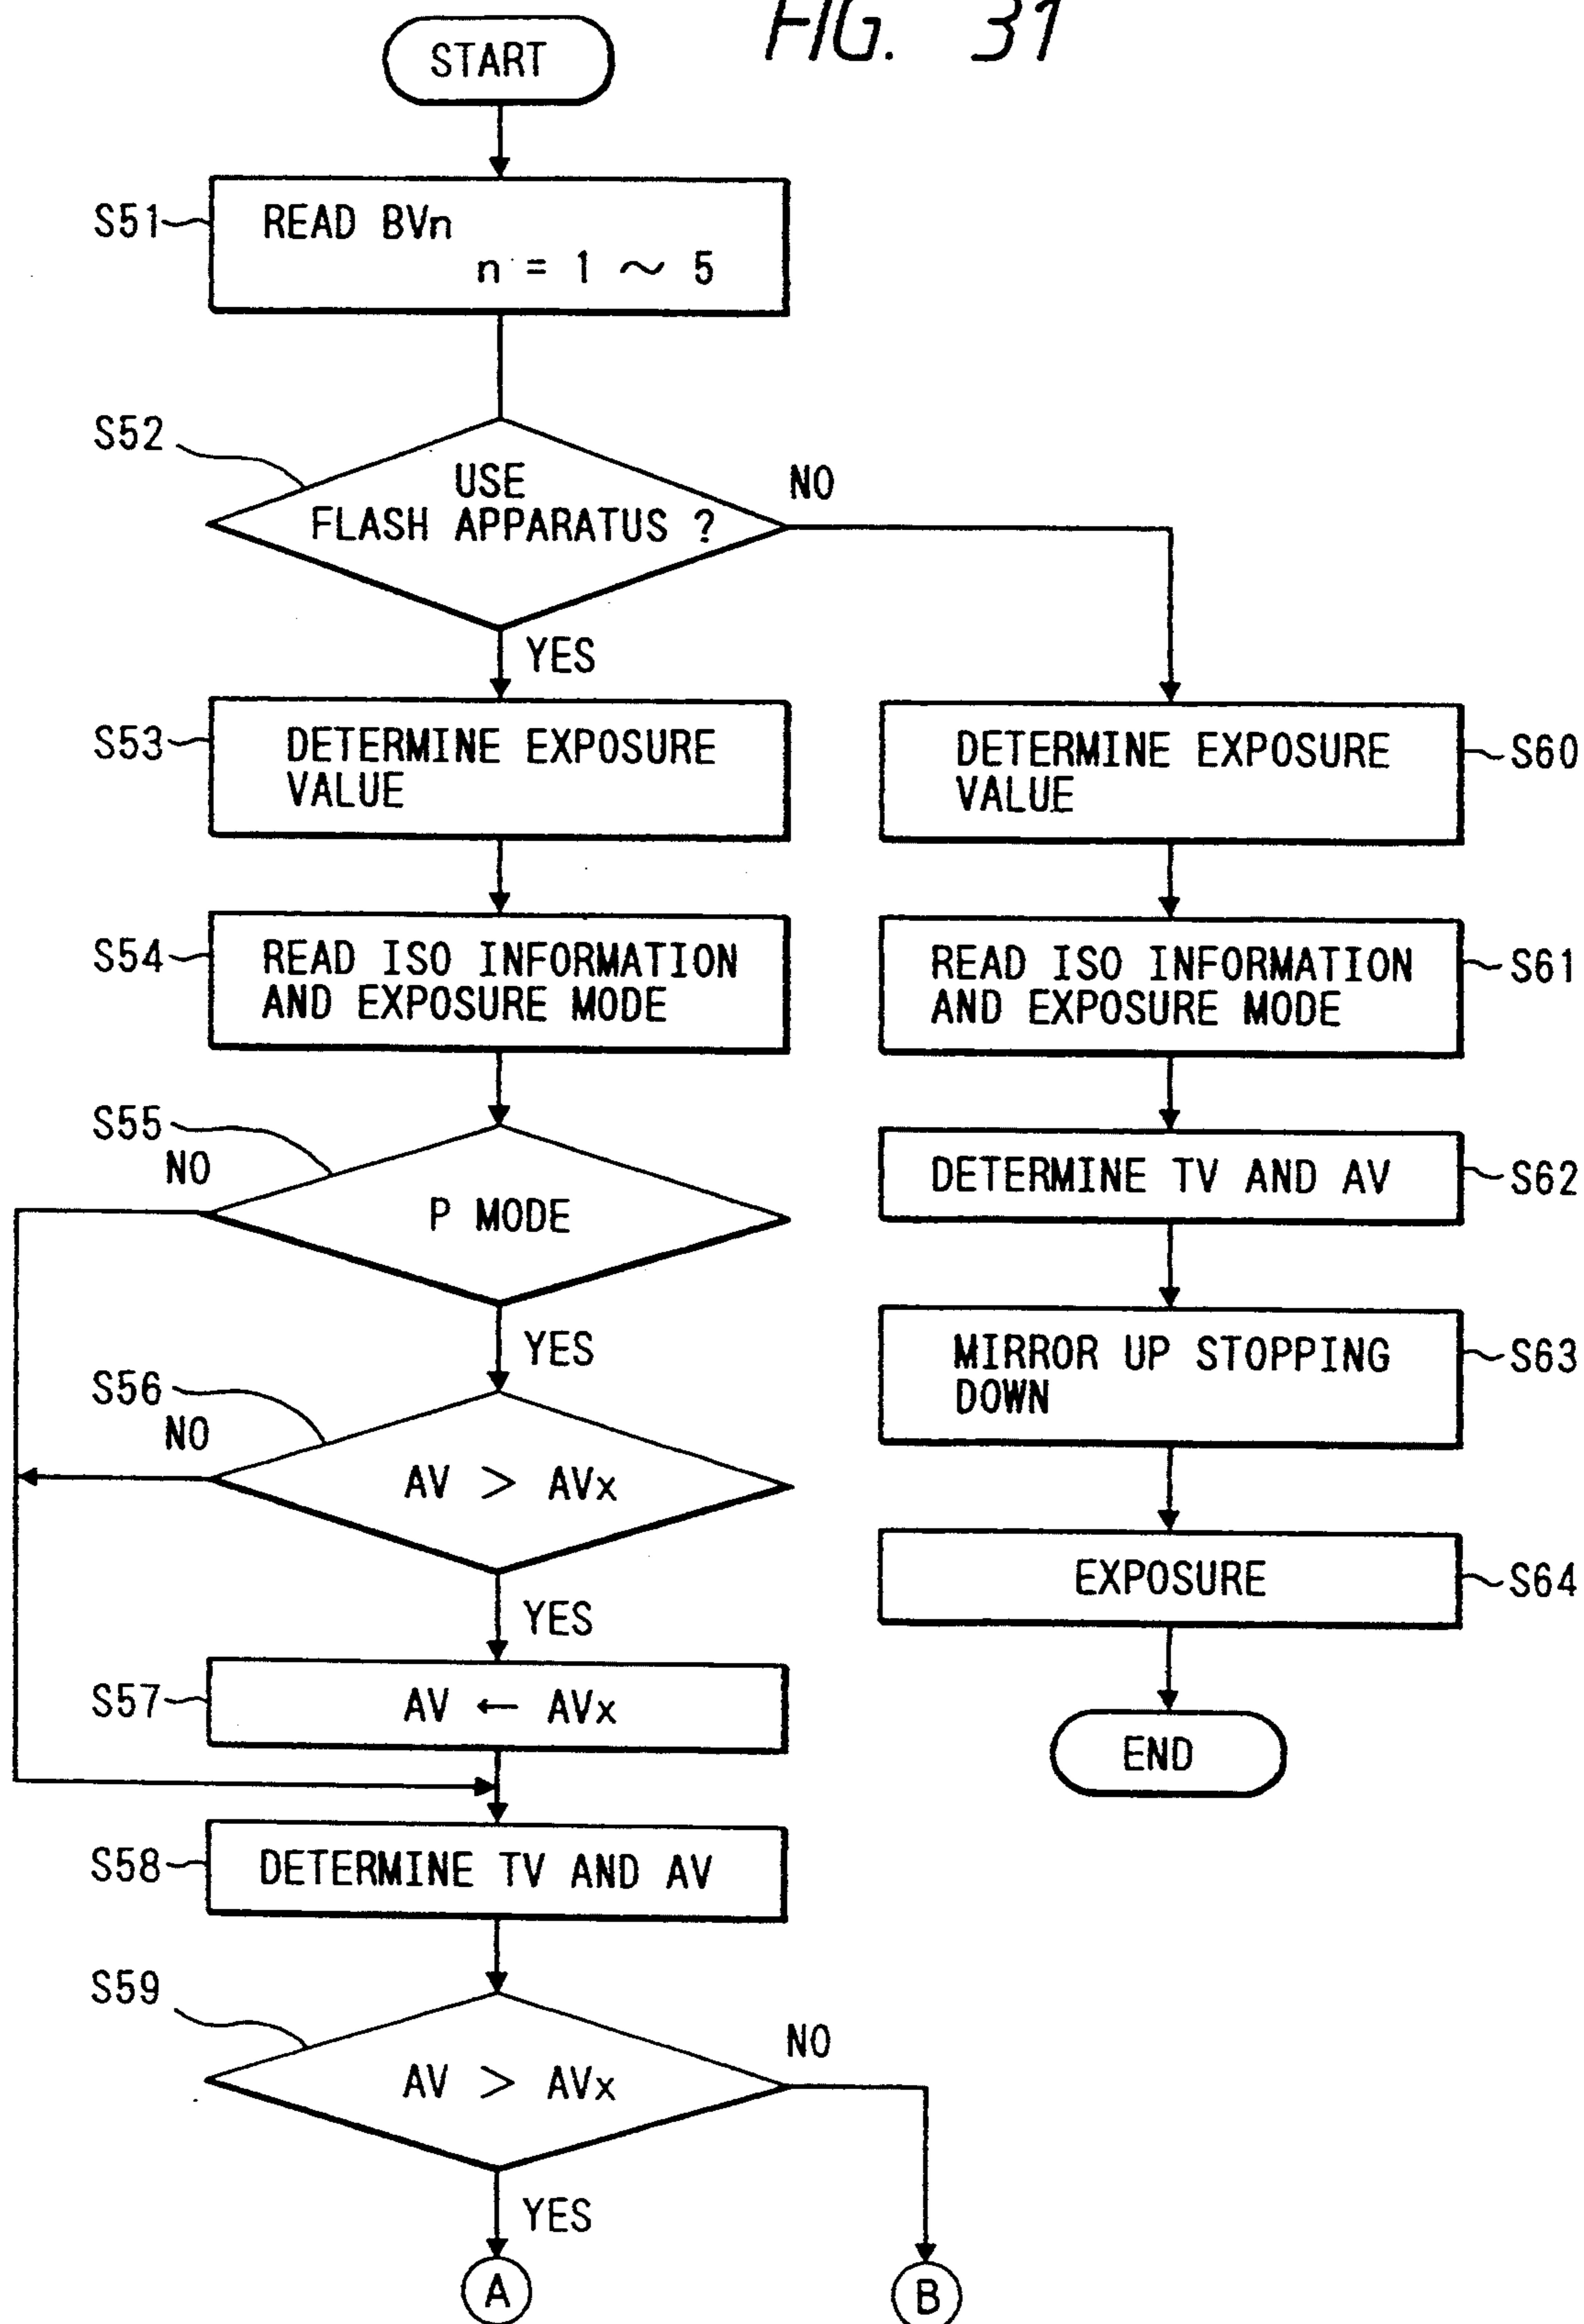 FIG. 31
START
S51
READ BVn
n = 1 ~ 5
S52
USE
FLASH APPARATUS ?
NO
YES
S53
DETERMINE EXPOSURE
VALUE
S54
READ ISO INFORMATION
AND EXPOSURE MODE
S55
NO
P MODE
YES
S56
NO
AV > AVx
YES
S57
AV ← AVx
S58
DETERMINE TV AND AV
S59
AV > AVx
NO
YES
A
B
DETERMINE EXPOSURE
VALUE
S60
READ ISO INFORMATION
AND EXPOSURE MODE
S61
DETERMINE TV AND AV
S62
MIRROR UP STOPPING
DOWN
S63
EXPOSURE
S64
END